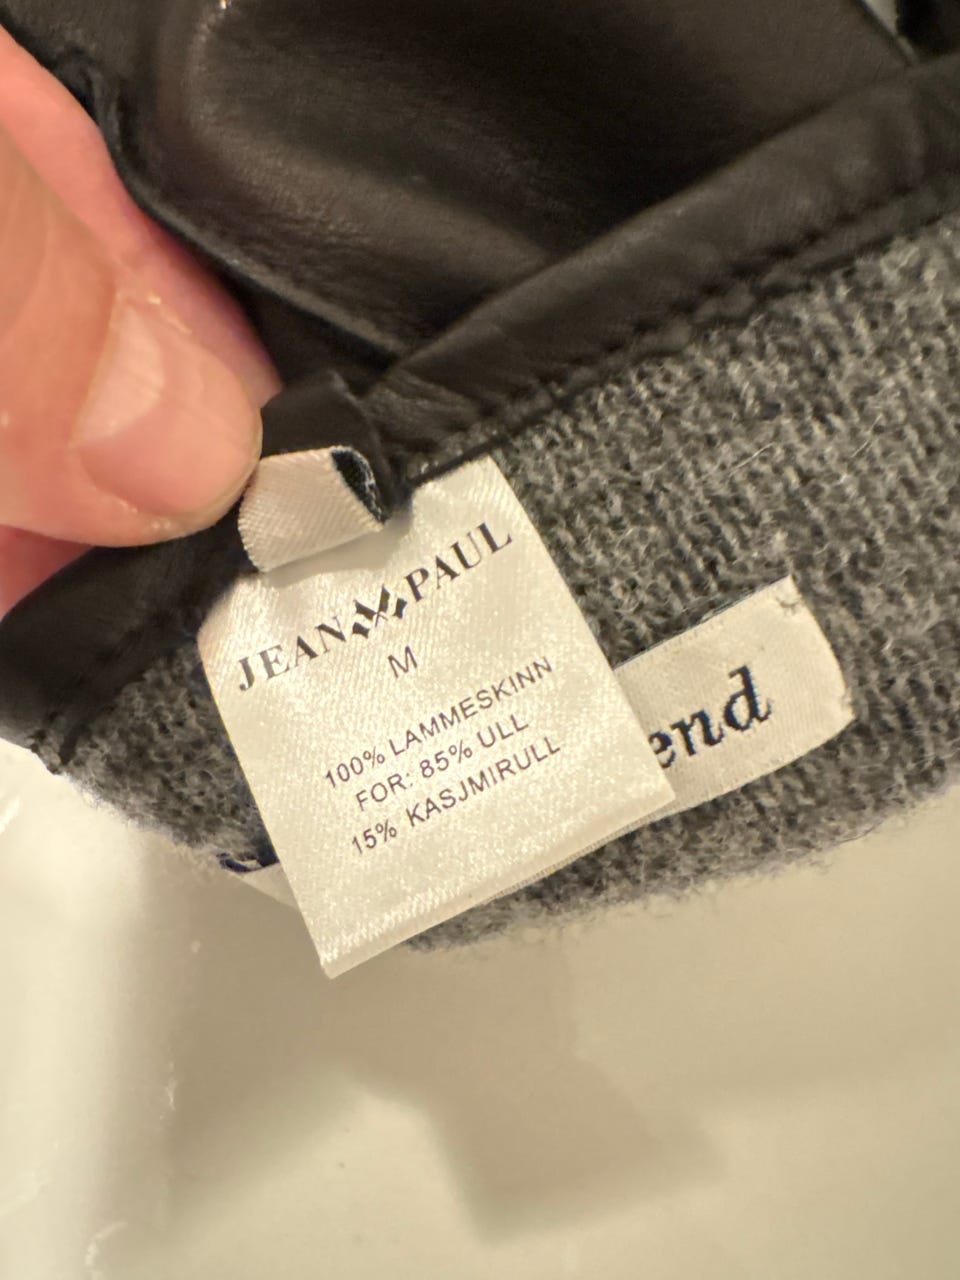 JEAN PAUL
M
100% LAMMESKINN
FOR: 85% ULL
15% KASJMIRULL
end